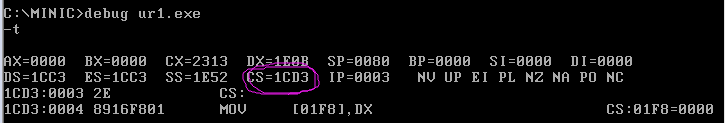 C:\MINIC>debug ur1.exe
-t
AX=0000  BX=0000  CX=2313  DX=1E0B  SP=0080  BP=0000  SI=0000  DI=0000
DS=1CC3  ES=1CC3  SS=1E52  CS=1CD3  IP=0003   NV UP EI PL NZ NA PO NC
1CD3:0003 2E            CS:
1CD3:0004 8916F801      MOV     [01F8],DX                          CS:01F8=0000